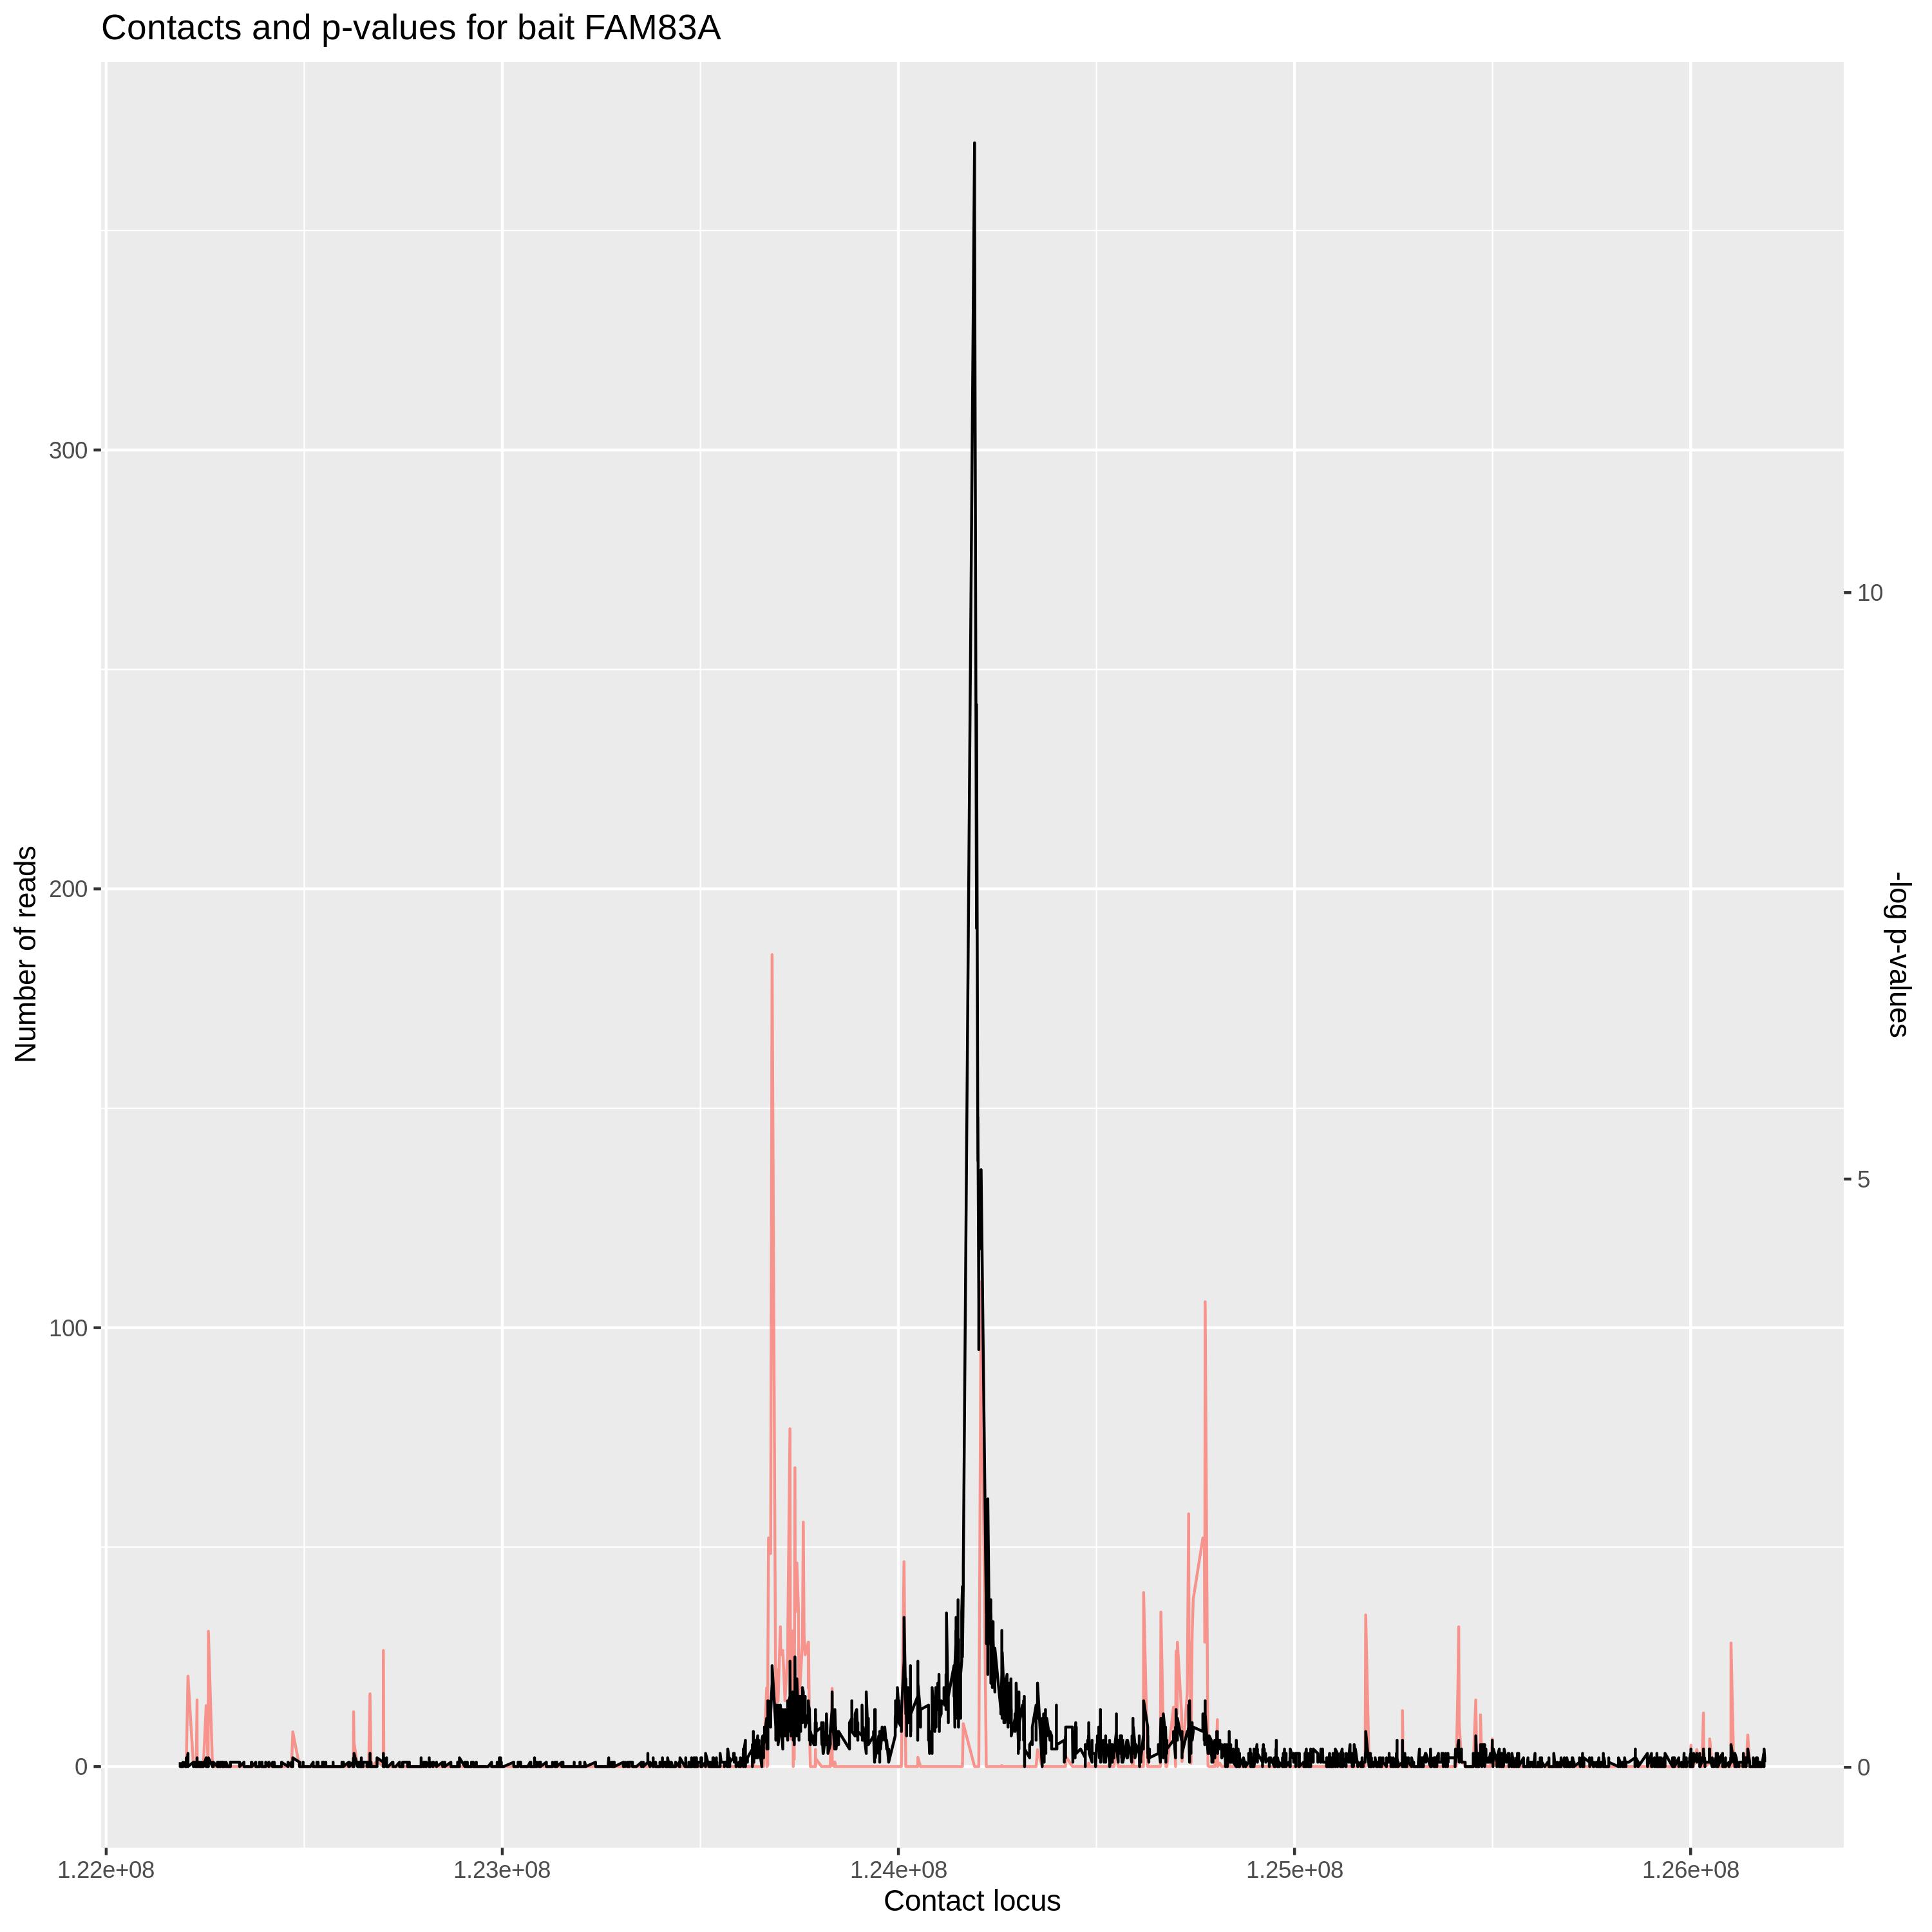 Contacts and p-values for bait FAM83A
300
200
100
0
Number of reads
10
5
0
-log p-values
1.22e+08
1.23e+08
1.24e+08
1.25e+08
1.26e+08
Contact locus